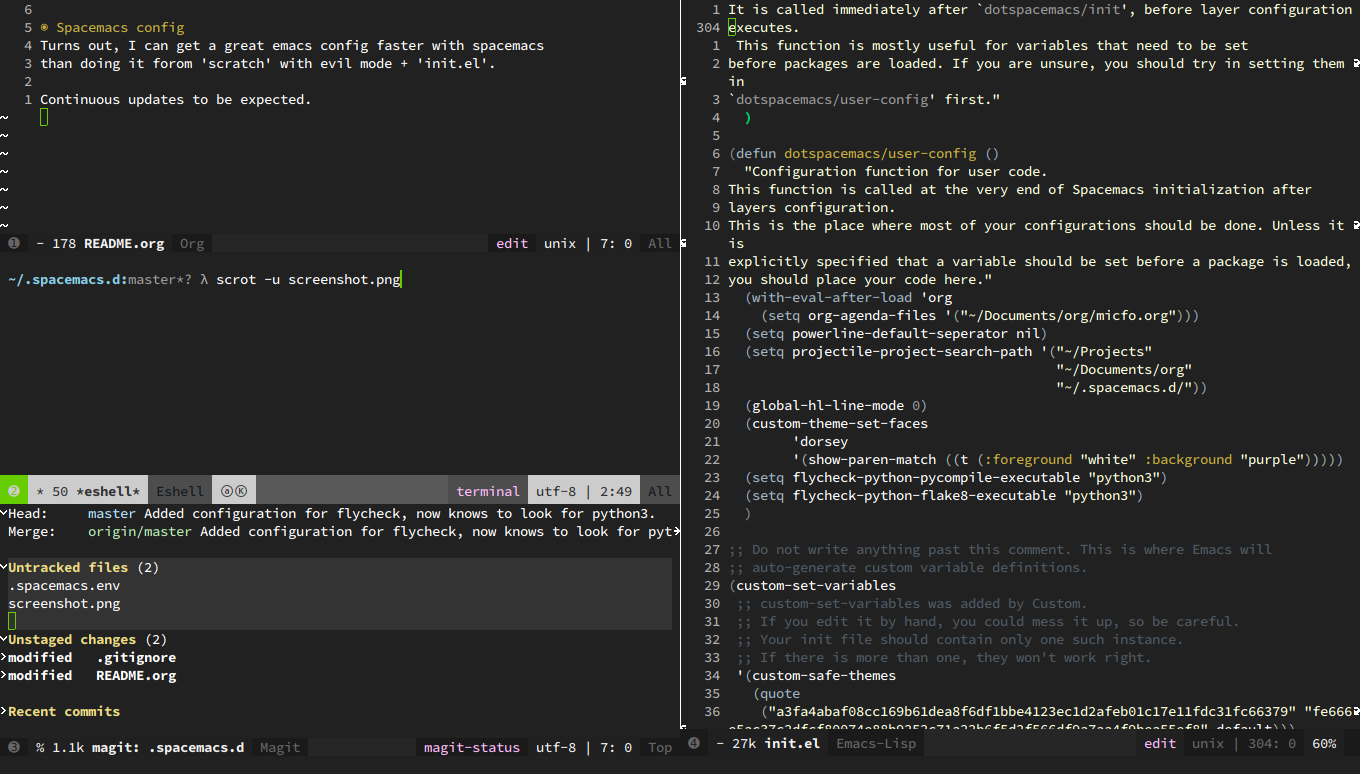 6
5 ◉ Spacemacs config
4 Turns out, I can get a great emacs config faster with spacemacs
3 than doing it forom 'scratch' with evil mode + 'init.el'.
2
1 Continuous updates to be expected.
~
~
~
~
~
~
~
❶ - 178 README.org Org edit unix | 7: 0 All
~/.spacemacs.d:master*? λ scrot -u screenshot.png
❷ * 50 *eshell* Eshell ⓐⓀ terminal utf-8 | 2:49 All
Head: master Added configuration for flycheck, now knows to look for python3.
Merge: origin/master Added configuration for flycheck, now knows to look for pyt
Untracked files (2)
.spacemacs.env
screenshot.png
Unstaged changes (2)
modified .gitignore
modified README.org
Recent commits
❸ % 1.1k magit: .spacemacs.d Magit magit-status utf-8 | 7: 0 Top
1 It is called immediately after `dotspacemacs/init', before layer configuration
304 executes.
1 This function is mostly useful for variables that need to be set
2 before packages are loaded. If you are unsure, you should try in setting them
in
3 `dotspacemacs/user-config' first."
4 )
5
6 (defun dotspacemacs/user-config ()
7 "Configuration function for user code.
8 This function is called at the very end of Spacemacs initialization after
9 layers configuration.
10 This is the place where most of your configurations should be done. Unless it
is
11 explicitly specified that a variable should be set before a package is loaded,
12 you should place your code here."
13 (with-eval-after-load 'org
14 (setq org-agenda-files '("~/Documents/org/micfo.org")))
15 (setq powerline-default-seperator nil)
16 (setq projectile-project-search-path '("~/Projects"
17 "~/Documents/org"
18 "~/.spacemacs.d/"))
19 (global-hl-line-mode 0)
20 (custom-theme-set-faces
21 'dorsey
22 '(show-paren-match ((t (:foreground "white" :background "purple")))))
23 (setq flycheck-python-pycompile-executable "python3")
24 (setq flycheck-python-flake8-executable "python3")
25 )
26
27 ;; Do not write anything past this comment. This is where Emacs will
28 ;; auto-generate custom variable definitions.
29 (custom-set-variables
30 ;; custom-set-variables was added by Custom.
31 ;; If you edit it by hand, you could mess it up, so be careful.
32 ;; Your init file should contain only one such instance.
33 ;; If there is more than one, they won't work right.
34 '(custom-safe-themes
35 (quote
36 ("a3fa4abaf08cc169b61dea8f6df1bbe4123ec1d2afeb01c17e11fdc31fc66379" "fe666
default)))
❹ - 27k init.el Emacs-Lisp edit unix | 304: 0 60%